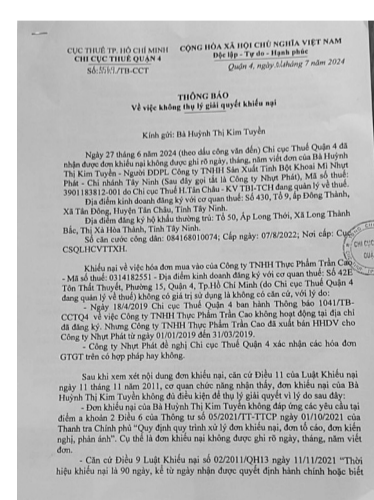 CỤC THUẾ TP. HỒ CHÍ MINH
CHI CỤC THUẾ QUẬN 4
Số: /TB-CCT
CỘNG HÒA XÃ HỘI CHỦ NGHĨA VIỆT NAM
Độc lập - Tự do - Hạnh phúc
Quận 4, ngày tháng 7 năm 2024
THÔNG BÁO
Về việc không thụ lý giải quyết khiếu nại
Kính gửi: Bà Huỳnh Thị Kim Tuyền
Ngày 27 tháng 6 năm 2024 (theo dấu công văn đến) Chi cục Thuế Quận 4 đã
nhận được đơn khiếu nại không được ghi rõ ngày, tháng, năm viết đơn của Bà Huỳnh
Thị Kim Tuyền - Người ĐDPL Công ty TNHH Sản Xuất Tinh Bột Khoai Mì Nhựt
Phát - Chi nhánh Tây Ninh (Sau đây gọi tắt là Công ty Nhựt Phát), Mã số thuế:
3901183812-001 do Chi cục Thuế H.Tân Châu - KV TBI-TCH đang quản lý về thuế.
Địa điểm kinh doanh đăng ký với cơ quan thuế: Số 430, Tổ 9, ấp Đông Thành,
Xã Tân Đông, Huyện Tân Châu, Tỉnh Tây Ninh.
Địa điểm đăng ký hộ khẩu thường trú: Tổ 50, Ấp Long Thới, Xã Long Thành
Bắc, Thị Xã Hòa Thành, Tỉnh Tây Ninh.
Số căn cước công dân: 084168010074; Cấp ngày: 07/8/2022; Nơi cấp: Cục
CSQLHCVTTXH.
Khiếu nại về việc hóa đơn mua vào của Công ty TNHH Thực Phẩm Trần Cao
- Mã số thuế: 0314182551 - Địa điểm kinh doanh đăng ký với cơ quan thuế: Số 42E
Tôn Thất Thuyết, Phường 15, Quận 4, Tp.Hồ Chí Minh (do Chi cục Thuế Quận 4
đang quản lý về thuế) không có giá trị sử dụng là không có căn cứ, với lý do:
- Ngày 18/4/2019 Chi cục Thuế Quận 4 ban hành Thông báo 1041/TB-
CCTQ4 về việc Công ty TNHH Thực Phẩm Trần Cao không hoạt động tại địa chỉ
đã đăng ký. Nhưng Công ty TNHH Thực Phẩm Trần Cao đã xuất bán HHDV cho
Công ty Nhựt Phát từ ngày 01/01/2019 đến 31/03/2019.
- Công ty Nhựt Phát đề nghị Chi cục Thuế Quận 4 xác nhận các hóa đơn
GTGT trên có hợp pháp hay không.
Sau khi xem xét nội dung đơn khiếu nại, căn cứ Điều 11 của Luật Khiếu nại
ngày 11 tháng 11 năm 2011, cơ quan chức năng nhận thấy, đơn khiếu nại của Bà
Huỳnh Thị Kim Tuyền không đủ điều kiện để thụ lý giải quyết vì lý do sau đây:
- Đơn khiếu nại của Bà Huỳnh Thị Kim Tuyền không đáp ứng các yêu cầu tại
điểm a khoản 2 Điều 6 của Thông tư số 05/2021/TT-TTCP ngày 01/10/2021 của
Thanh tra Chính phủ "Quy định quy trình xử lý đơn khiếu nại, đơn tố cáo, đơn kiến
nghị, phản ánh". Cụ thể là đơn khiếu nại không được ghi rõ ngày, tháng, năm viết
đơn.
- Căn cứ Điều 9 Luật Khiếu nại số 02/2011/QH13 ngày 11/11/2021 "Thời
hiệu khiếu nại là 90 ngày, kể từ ngày nhận được quyết định hành chính hoặc biết